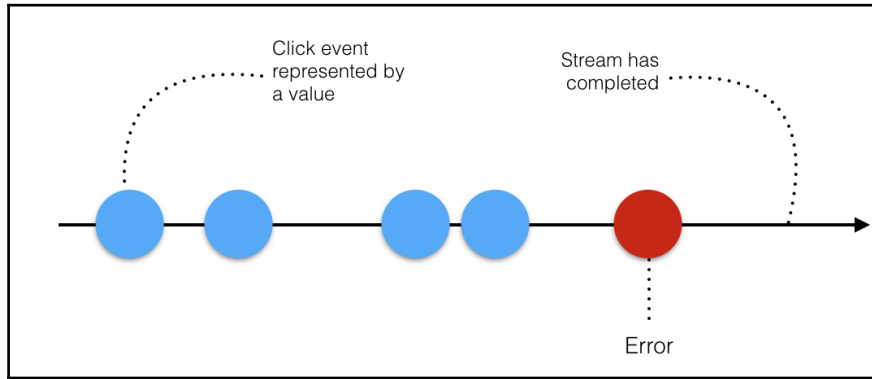 Click event
represented by
a value
Stream has
completed
Error